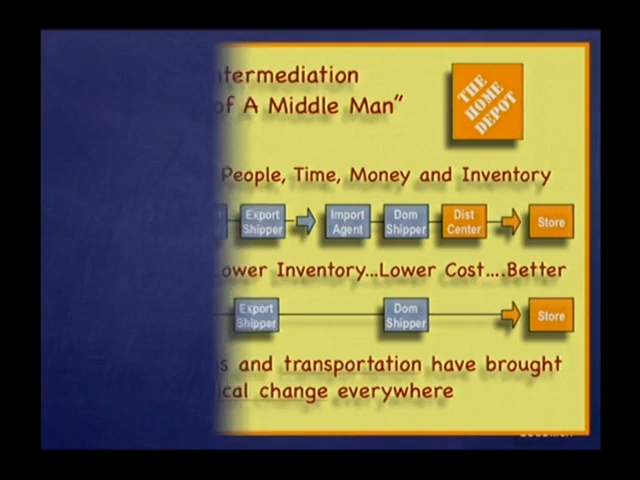 ntermediation
of A Middle Man"
THE HOME DEPOT
People, Time, Money and Inventory
Export Shipper
Import Agent
Dom Shipper
Dist Center
Store
ower Inventory...Lower Cost....Better
Export Shipper
Dom Shipper
Store
s and transportation have brought
ical change everywhere